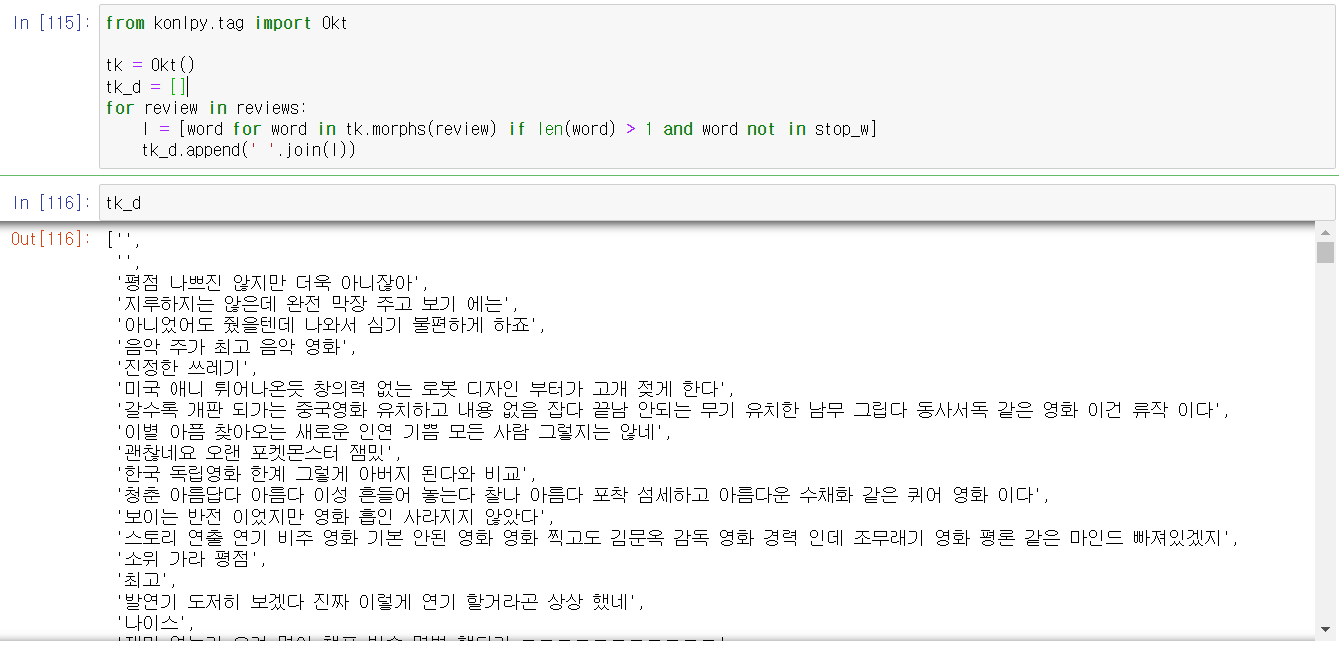 In [115]: from konlpy.tag import Okt
tk = Okt()
tk_d = []
for review in reviews:
    l = [word for word in tk.morphs(review) if len(word) > 1 and word not in stop_w]
    tk_d.append(' '.join(l))
In [116]: tk_d
Out[116]: ['',
'',
'평점 나쁘진 않지만 더욱 아니잖아',
'지루하지는 않은데 완전 막장 주고 보기 에는',
'아니었어도 줬을텐데 나와서 심기 불편하게 하죠',
'음악 주가 최고 음악 영화',
'진정한 쓰레기',
'미국 애니 튀어나온듯 창의력 없는 로봇 디자인 부터가 고개 젖게 한다',
'갈수록 개판 되가는 중국영화 유치하고 내용 없음 잡다 끝남 안되는 무기 유치한 남무 그립다 동사서독 같은 영화 이건 류작 이다',
'이별 아픔 찾아오는 새로운 인연 기쁨 모든 사람 그렇지는 않네',
'괜찮네요 오랜 포켓몬스터 잼밌',
'한국 독립영화 한계 그렇게 아버지 된다와 비교',
'청춘 아름답다 아름다 이성 흔들어 놓는다 찰나 아름다 포착 섬세하고 아름다운 수채화 같은 퀴어 영화 이다',
'보이는 반전 이었지만 영화 흡인 사라지지 않았다',
'스토리 연출 연기 비주 영화 기본 안된 영화 영화 찍고도 김문옥 감독 영화 경력 인데 조무래기 영화 평론 같은 마인드 빠져있겠지',
'소위 가라 평점',
'최고',
'발연기 도저히 보겠다 진짜 이렇게 연기 할거라곤 상상 했네',
'나이스',